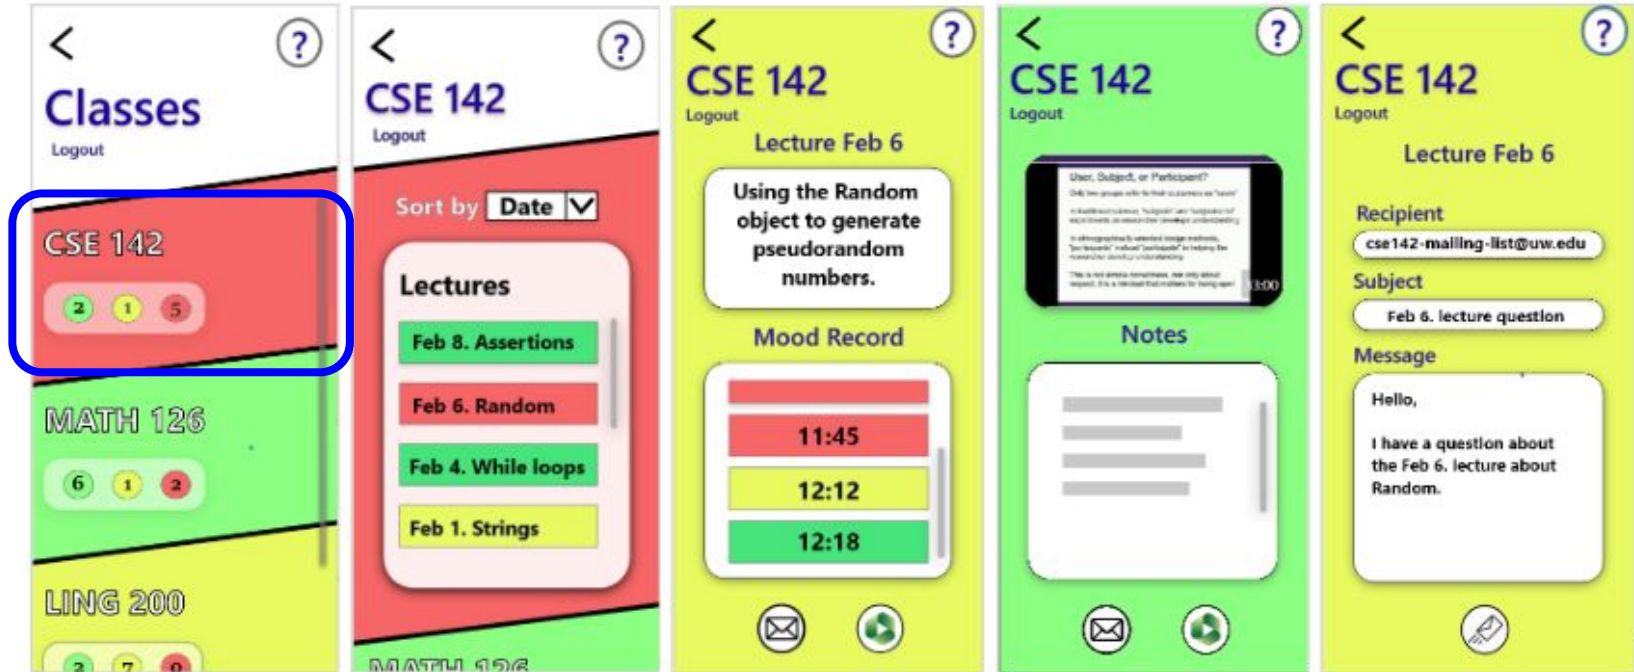 ?
Classes
Logout
CSE 142
2 1 5
MATH 126
6 1 2
LING 200
?
CSE 142
Logout
Sort by Date
Lectures
Feb 8. Assertions
Feb 6. Random
Feb 4. While loops
Feb 1. Strings
MATH 126
?
CSE 142
Logout
Lecture Feb 6
Using the Random
object to generate
pseudorandom
numbers.
Mood Record
11:45
12:12
12:18
?
CSE 142
Logout
User, Subject, or Participant?
Notes
?
CSE 142
Logout
Lecture Feb 6
Recipient
cse142-mailing-list@uw.edu
Subject
Feb 6. lecture question
Message
Hello,
I have a question about
the Feb 6. lecture about
Random.